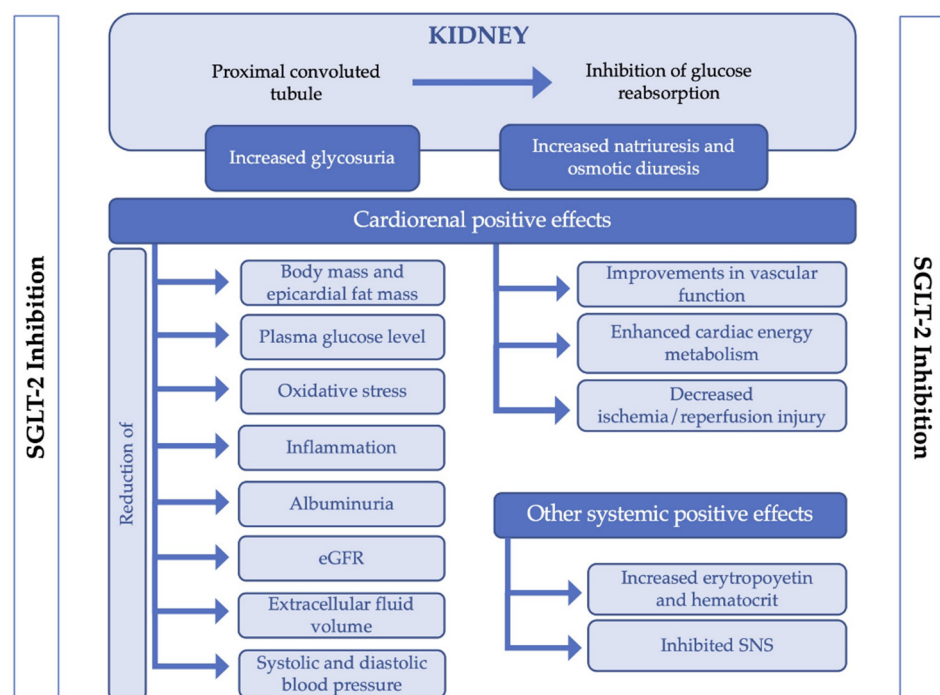 SGLT-2 Inhibition
KIDNEY
Proximal convoluted
tubule
Inhibition of glucose
reabsorption
Increased glycosuria
Increased natriuresis and
osmotic diuresis
Cardiorenal positive effects
Reduction of
Body mass and
epicardial fat mass
Plasma glucose level
Oxidative stress
Inflammation
Albuminuria
eGFR
Extracellular fluid
volume
Systolic and diastolic
blood pressure
Improvements in vascular
function
Enhanced cardiac energy
metabolism
Decreased
ischemia/reperfusion injury
Other systemic positive effects
Increased erytropoyetin
and hematocrit
Inhibited SNS
SGLT-2 Inhibition